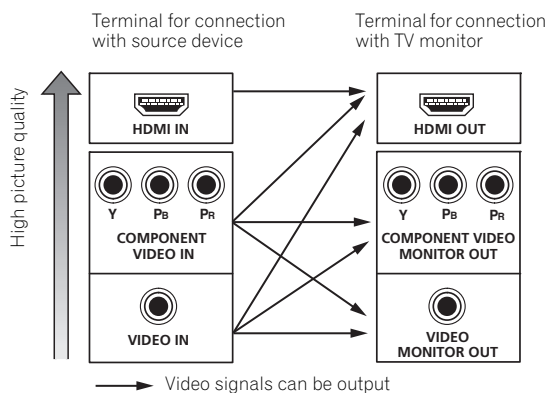 Terminal for connection
with source device
Terminal for connection
with TV monitor
High picture quality
HDMI IN
HDMI OUT
Y PB PR
COMPONENT
VIDEO IN
Y PB PR
COMPONENT VIDEO
MONITOR OUT
VIDEO IN
VIDEO
MONITOR OUT
Video signals can be output